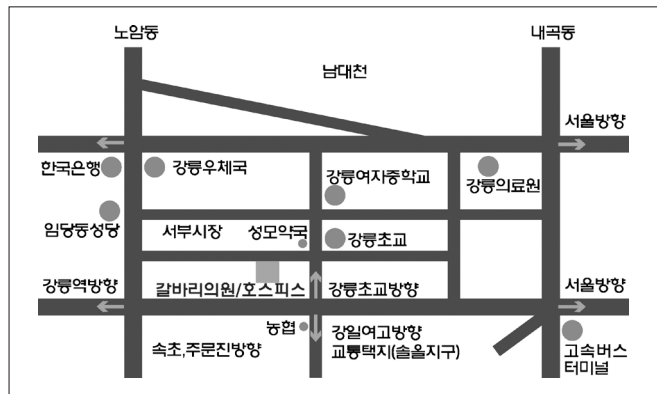 노암동
내곡동
남대천
서울방향
한국은행
강릉우체국
강릉여자중학교
강릉의료원
임당동성당
서부시장
성모약국
강릉초교
강릉역방향
갈바리의원/호스피스
강릉초교방향
서울방향
농협
강일여고방향
교통택지(솔올지구)
속초,주문진방향
고속버스
터미널